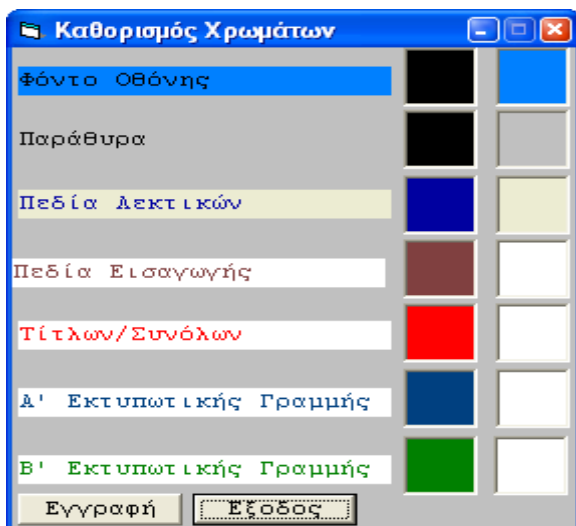 Καθορισμός Χρωμάτων
Φόντο Οθόνης
Παράθυρα
Πεδία Λεκτικών
Πεδία Εισαγωγής
Τίτλων/Συνόλων
Α' Εκτυπωτικής Γραμμής
Β' Εκτυπωτικής Γραμμής
Εγγραφή Εξοδος